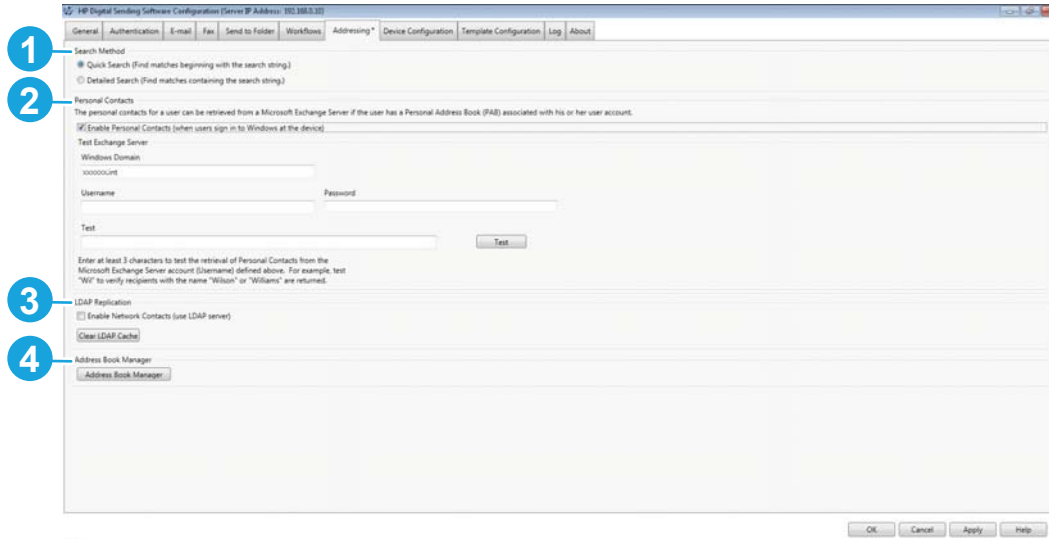 HP Digital Sending Software Configuration (Server IP Address: 192.168.0.10)
General Authentication E-mail Fax Send to Folder Workflows Addressing* Device Configuration Template Configuration Log About
1
Search Method
Quick Search (Find matches beginning with the search string.)
Detailed Search (Find matches containing the search string.)
2
Personal Contacts
The personal contacts for a user can be retrieved from a Microsoft Exchange Server if the user has a Personal Address Book (PAB) associated with his or her user account.
Enable Personal Contacts (when users sign in to Windows at the device)
Test Exchange Server
Windows Domain
Username Password
Test
Test
Enter at least 3 characters to test the retrieval of Personal Contacts from the
Microsoft Exchange Server account (Username) defined above. For example, test
"Wil" to verify recipients with the name "Wilson" or "Williams" are returned.
3
LDAP Replication
Enable Network Contacts (use LDAP server)
Clear LDAP Cache
4
Address Book Manager
Address Book Manager
OK Cancel Apply Help